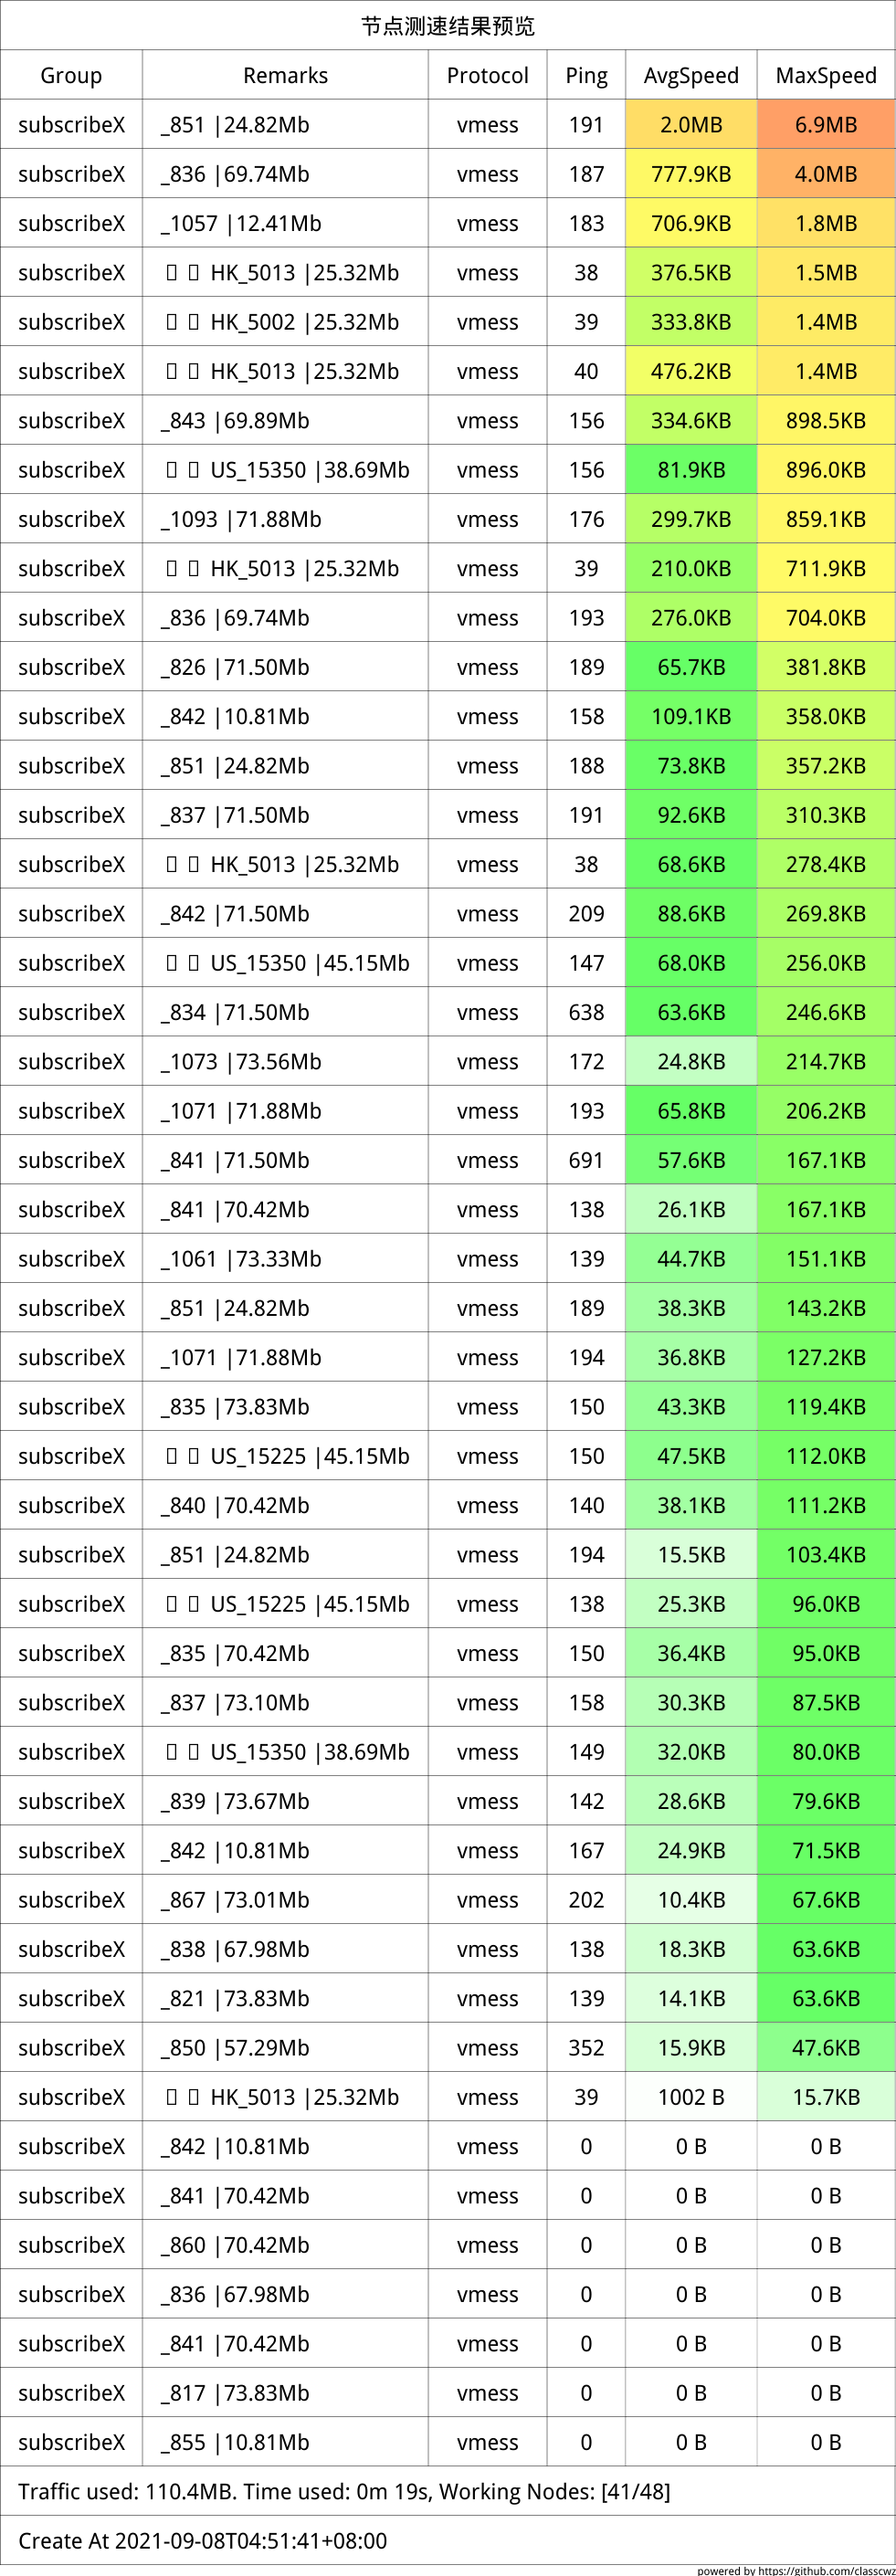 节点测速结果预览
Group Remarks Protocol Ping AvgSpeed MaxSpeed
subscribeX _851 |24.82Mb vmess 191 2.0MB 6.9MB
subscribeX _836 |69.74Mb vmess 187 777.9KB 4.0MB
subscribeX _1057 |12.41Mb vmess 183 706.9KB 1.8MB
subscribeX HK_5013 |25.32Mb vmess 38 376.5KB 1.5MB
subscribeX HK_5002 |25.32Mb vmess 39 333.8KB 1.4MB
subscribeX HK_5013 |25.32Mb vmess 40 476.2KB 1.4MB
subscribeX _843 |69.89Mb vmess 156 334.6KB 898.5KB
subscribeX US_15350 |38.69Mb vmess 156 81.9KB 896.0KB
subscribeX _1093 |71.88Mb vmess 176 299.7KB 859.1KB
subscribeX HK_5013 |25.32Mb vmess 39 210.0KB 711.9KB
subscribeX _836 |69.74Mb vmess 193 276.0KB 704.0KB
subscribeX _826 |71.50Mb vmess 189 65.7KB 381.8KB
subscribeX _842 |10.81Mb vmess 158 109.1KB 358.0KB
subscribeX _851 |24.82Mb vmess 188 73.8KB 357.2KB
subscribeX _837 |71.50Mb vmess 191 92.6KB 310.3KB
subscribeX HK_5013 |25.32Mb vmess 38 68.6KB 278.4KB
subscribeX _842 |71.50Mb vmess 209 88.6KB 269.8KB
subscribeX US_15350 |45.15Mb vmess 147 68.0KB 256.0KB
subscribeX _834 |71.50Mb vmess 638 63.6KB 246.6KB
subscribeX _1073 |73.56Mb vmess 172 24.8KB 214.7KB
subscribeX _1071 |71.88Mb vmess 193 65.8KB 206.2KB
subscribeX _841 |71.50Mb vmess 691 57.6KB 167.1KB
subscribeX _841 |70.42Mb vmess 138 26.1KB 167.1KB
subscribeX _1061 |73.33Mb vmess 139 44.7KB 151.1KB
subscribeX _851 |24.82Mb vmess 189 38.3KB 143.2KB
subscribeX _1071 |71.88Mb vmess 194 36.8KB 127.2KB
subscribeX _835 |73.83Mb vmess 150 43.3KB 119.4KB
subscribeX US_15225 |45.15Mb vmess 150 47.5KB 112.0KB
subscribeX _840 |70.42Mb vmess 140 38.1KB 111.2KB
subscribeX _851 |24.82Mb vmess 194 15.5KB 103.4KB
subscribeX US_15225 |45.15Mb vmess 138 25.3KB 96.0KB
subscribeX _835 |70.42Mb vmess 150 36.4KB 95.0KB
subscribeX _837 |73.10Mb vmess 158 30.3KB 87.5KB
subscribeX US_15350 |38.69Mb vmess 149 32.0KB 80.0KB
subscribeX _839 |73.67Mb vmess 142 28.6KB 79.6KB
subscribeX _842 |10.81Mb vmess 167 24.9KB 71.5KB
subscribeX _867 |73.01Mb vmess 202 10.4KB 67.6KB
subscribeX _838 |67.98Mb vmess 138 18.3KB 63.6KB
subscribeX _821 |73.83Mb vmess 139 14.1KB 63.6KB
subscribeX _850 |57.29Mb vmess 352 15.9KB 47.6KB
subscribeX HK_5013 |25.32Mb vmess 39 1002 B 15.7KB
subscribeX _842 |10.81Mb vmess 0 0 B 0 B
subscribeX _841 |70.42Mb vmess 0 0 B 0 B
subscribeX _860 |70.42Mb vmess 0 0 B 0 B
subscribeX _836 |67.98Mb vmess 0 0 B 0 B
subscribeX _841 |70.42Mb vmess 0 0 B 0 B
subscribeX _817 |73.83Mb vmess 0 0 B 0 B
subscribeX _855 |10.81Mb vmess 0 0 B 0 B
Traffic used: 110.4MB. Time used: 0m 19s, Working Nodes: [41/48]
Create At 2021-09-08T04:51:41+08:00
powered by https://github.com/classcwz